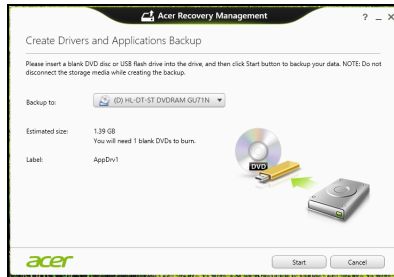 Acer Recovery Management
? _ X
Create Drivers and Applications Backup
Please insert a blank DVD disc or USB flash drive into the drive, and then click Start button to backup your data. NOTE: Do not
disconnect the storage media while creating the backup.
Backup to:
(D) HL-DT-ST DVDRAM GU71N
Estimated size:
1.39 GB
You will need 1 blank DVDs to burn.
Label:
AppDrv1
DVD
acer
Start
Cancel